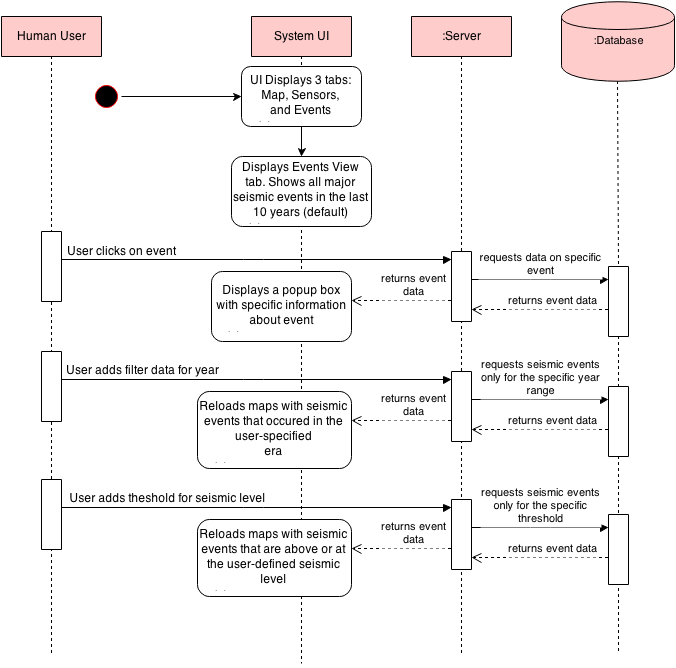 Human User
System UI
:Server
:Database
UI Displays 3 tabs:
Map, Sensors,
and Events
Displays Events View
tab. Shows all major
seismic events in the last
10 years (default)
User clicks on event
requests data on specific
event
returns event
data
returns event data
Displays a popup box
with specific information
about event
User adds filter data for year
requests seismic events
only for the specific year
range
returns event
data
returns event data
Reloads maps with seismic
events that occured in the
user-specified
era
User adds theshold for seismic level
requests seismic events
only for the specific
threshold
returns event
data
returns event data
Reloads maps with seismic
events that are above or at
the user-defined seismic
level